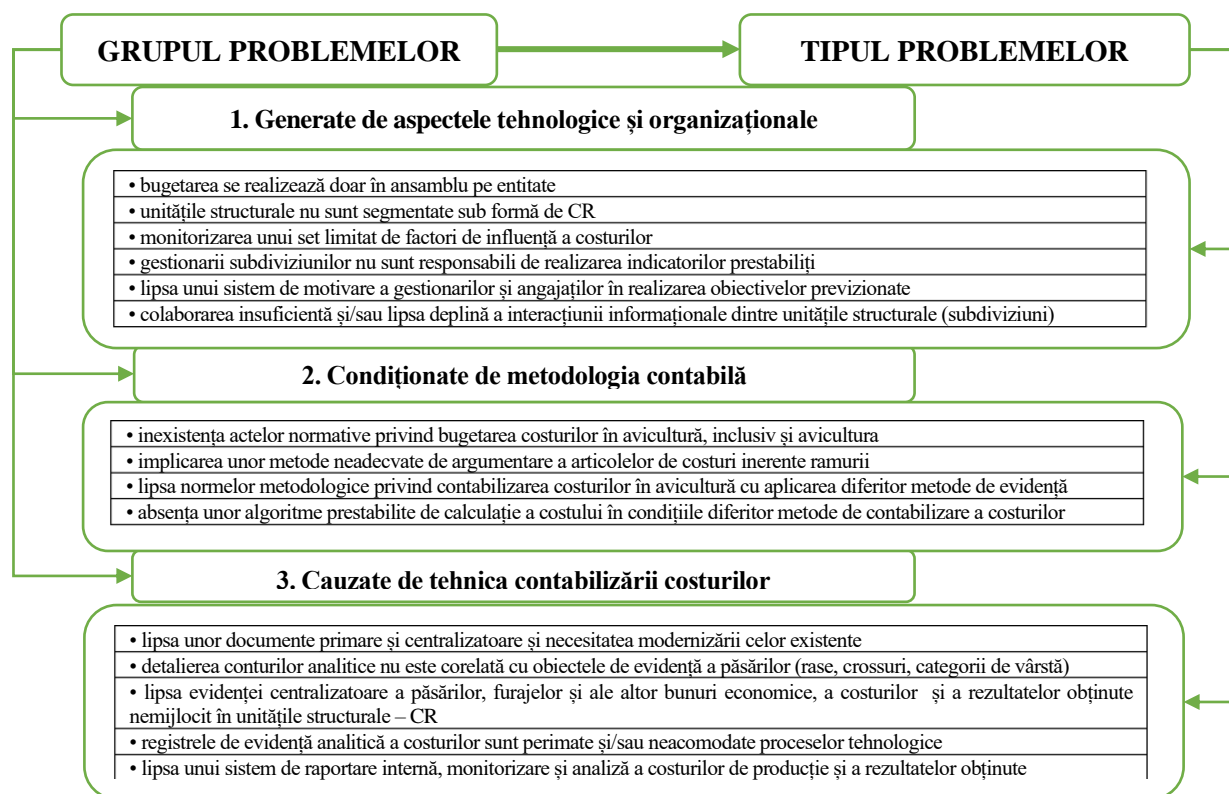 GRUPUL PROBLEMELOR
TIPUL PROBLEMELOR
1. Generate de aspectele tehnologice și organizaționale
• bugetarea se realizează doar în ansamblu pe entitate
• unitățile structurale nu sunt segmentate sub formă de CR
• monitorizarea unui set limitat de factori de influență a costurilor
• gestionarii subdiviziunilor nu sunt responsabili de realizarea indicatorilor prestabiliți
• lipsa unui sistem de motivare a gestionarilor și angajaților în realizarea obiectivelor previzionate
• colaborarea insuficientă și/sau lipsa deplină a interacțiunii informaționale dintre unitățile structurale (subdiviziuni)
2. Condiționate de metodologia contabilă
• inexistența actelor normative privind bugetarea costurilor în avicultură, inclusiv și avicultura
• implicarea unor metode neadecvate de argumentare a articolelor de costuri inerente ramurii
• lipsa normelor metodologice privind contabilizarea costurilor în avicultură cu aplicarea diferitor metode de evidență
• absența unor algoritme prestabilite de calculație a costului în condițiile diferitor metode de contabilizare a costurilor
3. Cauzate de tehnica contabilizării costurilor
• lipsa unor documente primare și centralizatoare și necesitatea modernizării celor existente
• detalierea conturilor analitice nu este corelată cu obiectele de evidență a păsărilor (rase, crossuri, categorii de vârstă)
• lipsa evidenței centralizatoare a păsărilor, furajelor și ale altor bunuri economice, a costurilor și a rezultatelor obținute
nemijlocit în unitățile structurale – CR
• registrele de evidență analitică a costurilor sunt perimate și/sau neacomodate proceselor tehnologice
• lipsa unui sistem de raportare internă, monitorizare și analiză a costurilor de producție și a rezultatelor obținute